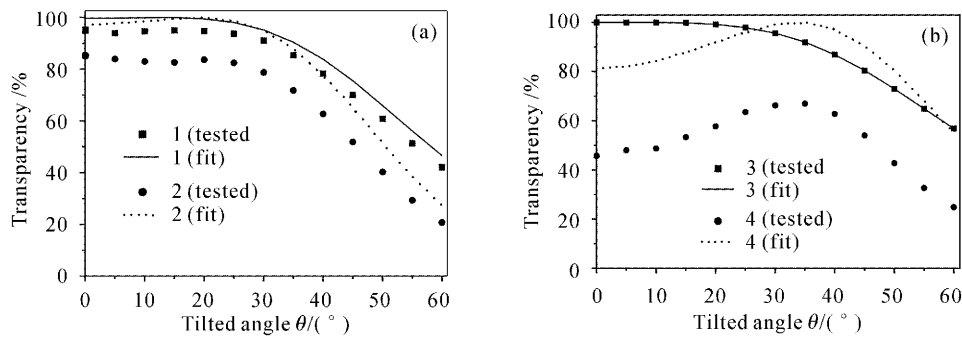 (a)
Transparency /%
100
80
60
40
20
0
1 (tested
1 (fit)
2 (tested)
2 (fit)
0 10 20 30 40 50 60
Tilted angle θ/(°)
(b)
Transparency /%
100
80
60
40
20
0
3 (tested
3 (fit)
4 (tested)
4 (fit)
0 10 20 30 40 50 60
Tilted angle θ/(°)